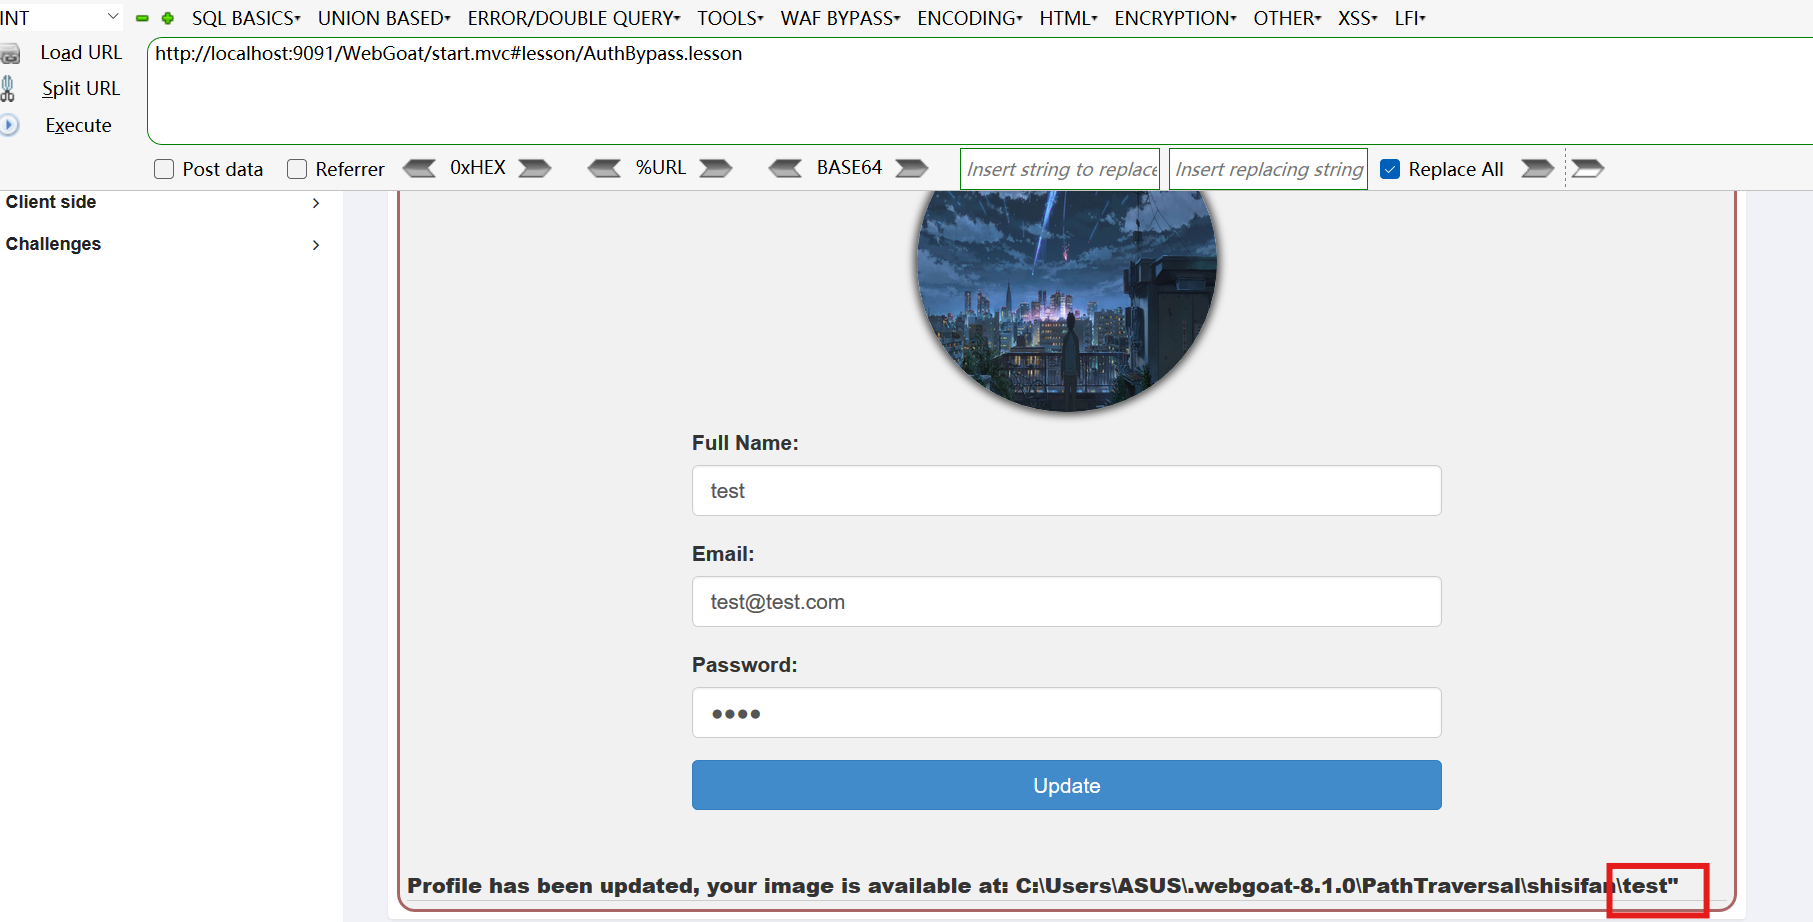 INT SQL BASICS UNION BASED ERROR/DOUBLE QUERY TOOLS WAF BYPASS ENCODING HTML ENCRYPTION OTHER XSS LFI
Load URL
http://localhost:9091/WebGoat/start.mvc#lesson/AuthBypass.lesson
Split URL
Execute
Post data Referrer 0xHEX %URL BASE64 Insert string to replace Insert replacing string Replace All
Client side
Challenges
Full Name:
test
Email:
test@test.com
Password:
••••
Update
Profile has been updated, your image is available at: C:\Users\ASUS\.webgoat-8.1.0\PathTraversal\shisifan\test"